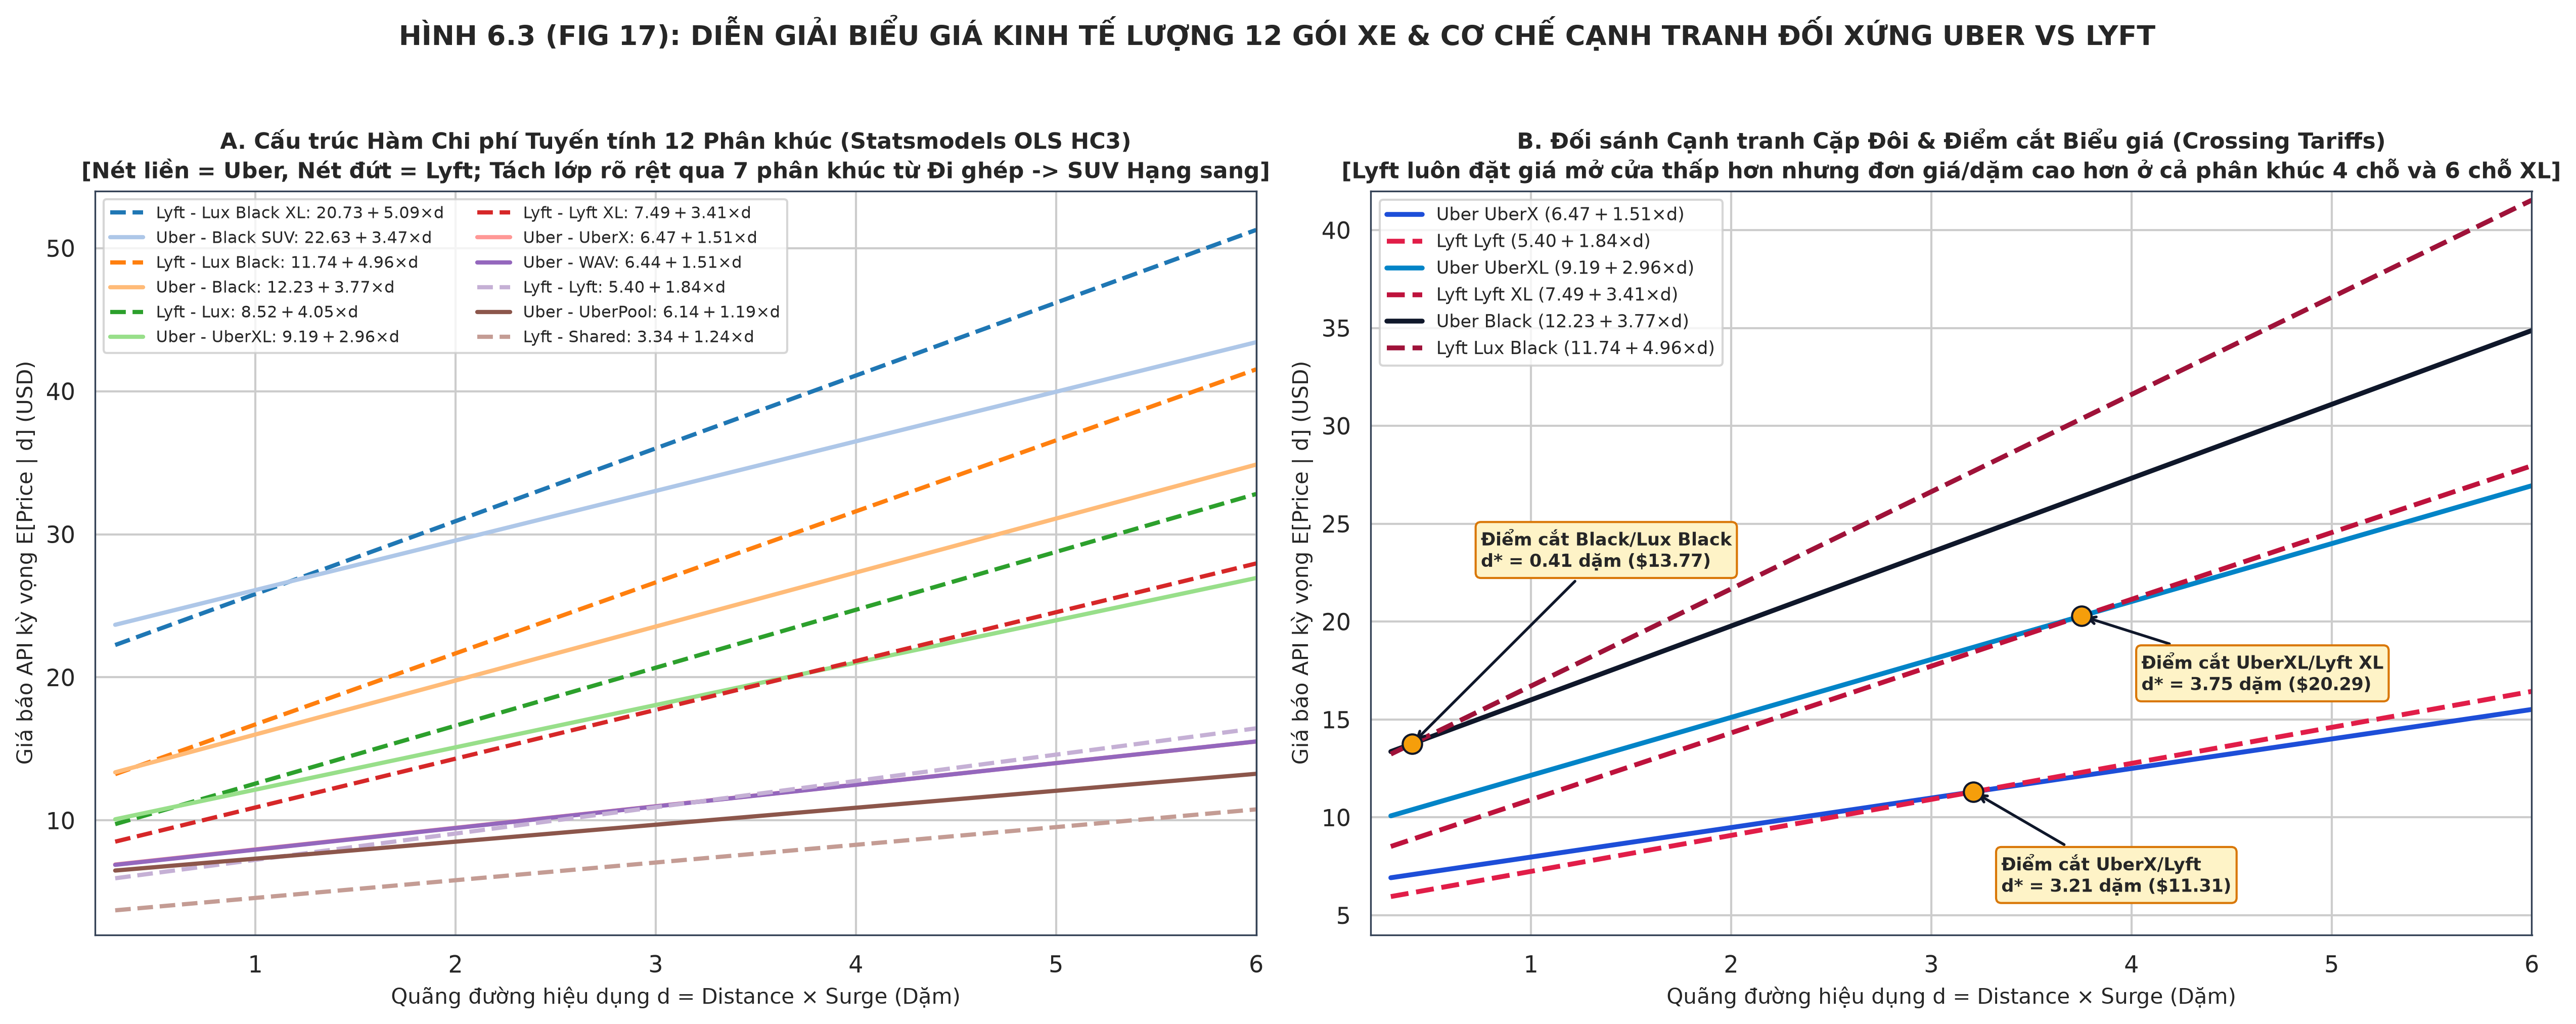 HÌNH 6.3 (FIG 17): DIỄN GIẢI BIỂU GIÁ KINH TẾ LƯỢNG 12 GÓI XE & CƠ CHẾ CẠNH TRANH ĐỐI XỨNG UBER VS LYFT
A. Cấu trúc Hàm Chi phí Tuyến tính 12 Phân khúc (Statsmodels OLS HC3)
[Nét liền = Uber, Nét đứt = Lyft; Tách lớp rõ rệt qua 7 phân khúc từ Đi ghép -> SUV Hạng sang]
Lyft - Lux Black XL: 20.73 + 5.09×d
Uber - Black SUV: 22.63 + 3.47×d
Lyft - Lux Black: 11.74 + 4.96×d
Uber - Black: 12.23 + 3.77×d
Lyft - Lux: 8.52 + 4.05×d
Uber - UberXL: 9.19 + 2.96×d
Lyft - Lyft XL: 7.49 + 3.41×d
Uber - UberX: 6.47 + 1.51×d
Uber - WAV: 6.44 + 1.51×d
Lyft - Lyft: 5.40 + 1.84×d
Uber - UberPool: 6.14 + 1.19×d
Lyft - Shared: 3.34 + 1.24×d
50
40
30
20
10
Giá báo API kỳ vọng E[Price | d] (USD)
1 2 3 4 5 6
Quãng đường hiệu dụng d = Distance × Surge (Dặm)
B. Đối sánh Cạnh tranh Cặp Đôi & Điểm cắt Biểu giá (Crossing Tariffs)
[Lyft luôn đặt giá mở cửa thấp hơn nhưng đơn giá/dặm cao hơn ở cả phân khúc 4 chỗ và 6 chỗ XL]
Uber UberX (6.47 + 1.51×d)
Lyft Lyft (5.40 + 1.84×d)
Uber UberXL (9.19 + 2.96×d)
Lyft Lyft XL (7.49 + 3.41×d)
Uber Black (12.23 + 3.77×d)
Lyft Lux Black (11.74 + 4.96×d)
40
35
30
25
20
15
10
5
Giá báo API kỳ vọng E[Price | d] (USD)
Điểm cắt Black/Lux Black
d* = 0.41 dặm ($13.77)
Điểm cắt UberXL/Lyft XL
d* = 3.75 dặm ($20.29)
Điểm cắt UberX/Lyft
d* = 3.21 dặm ($11.31)
1 2 3 4 5 6
Quãng đường hiệu dụng d = Distance × Surge (Dặm)